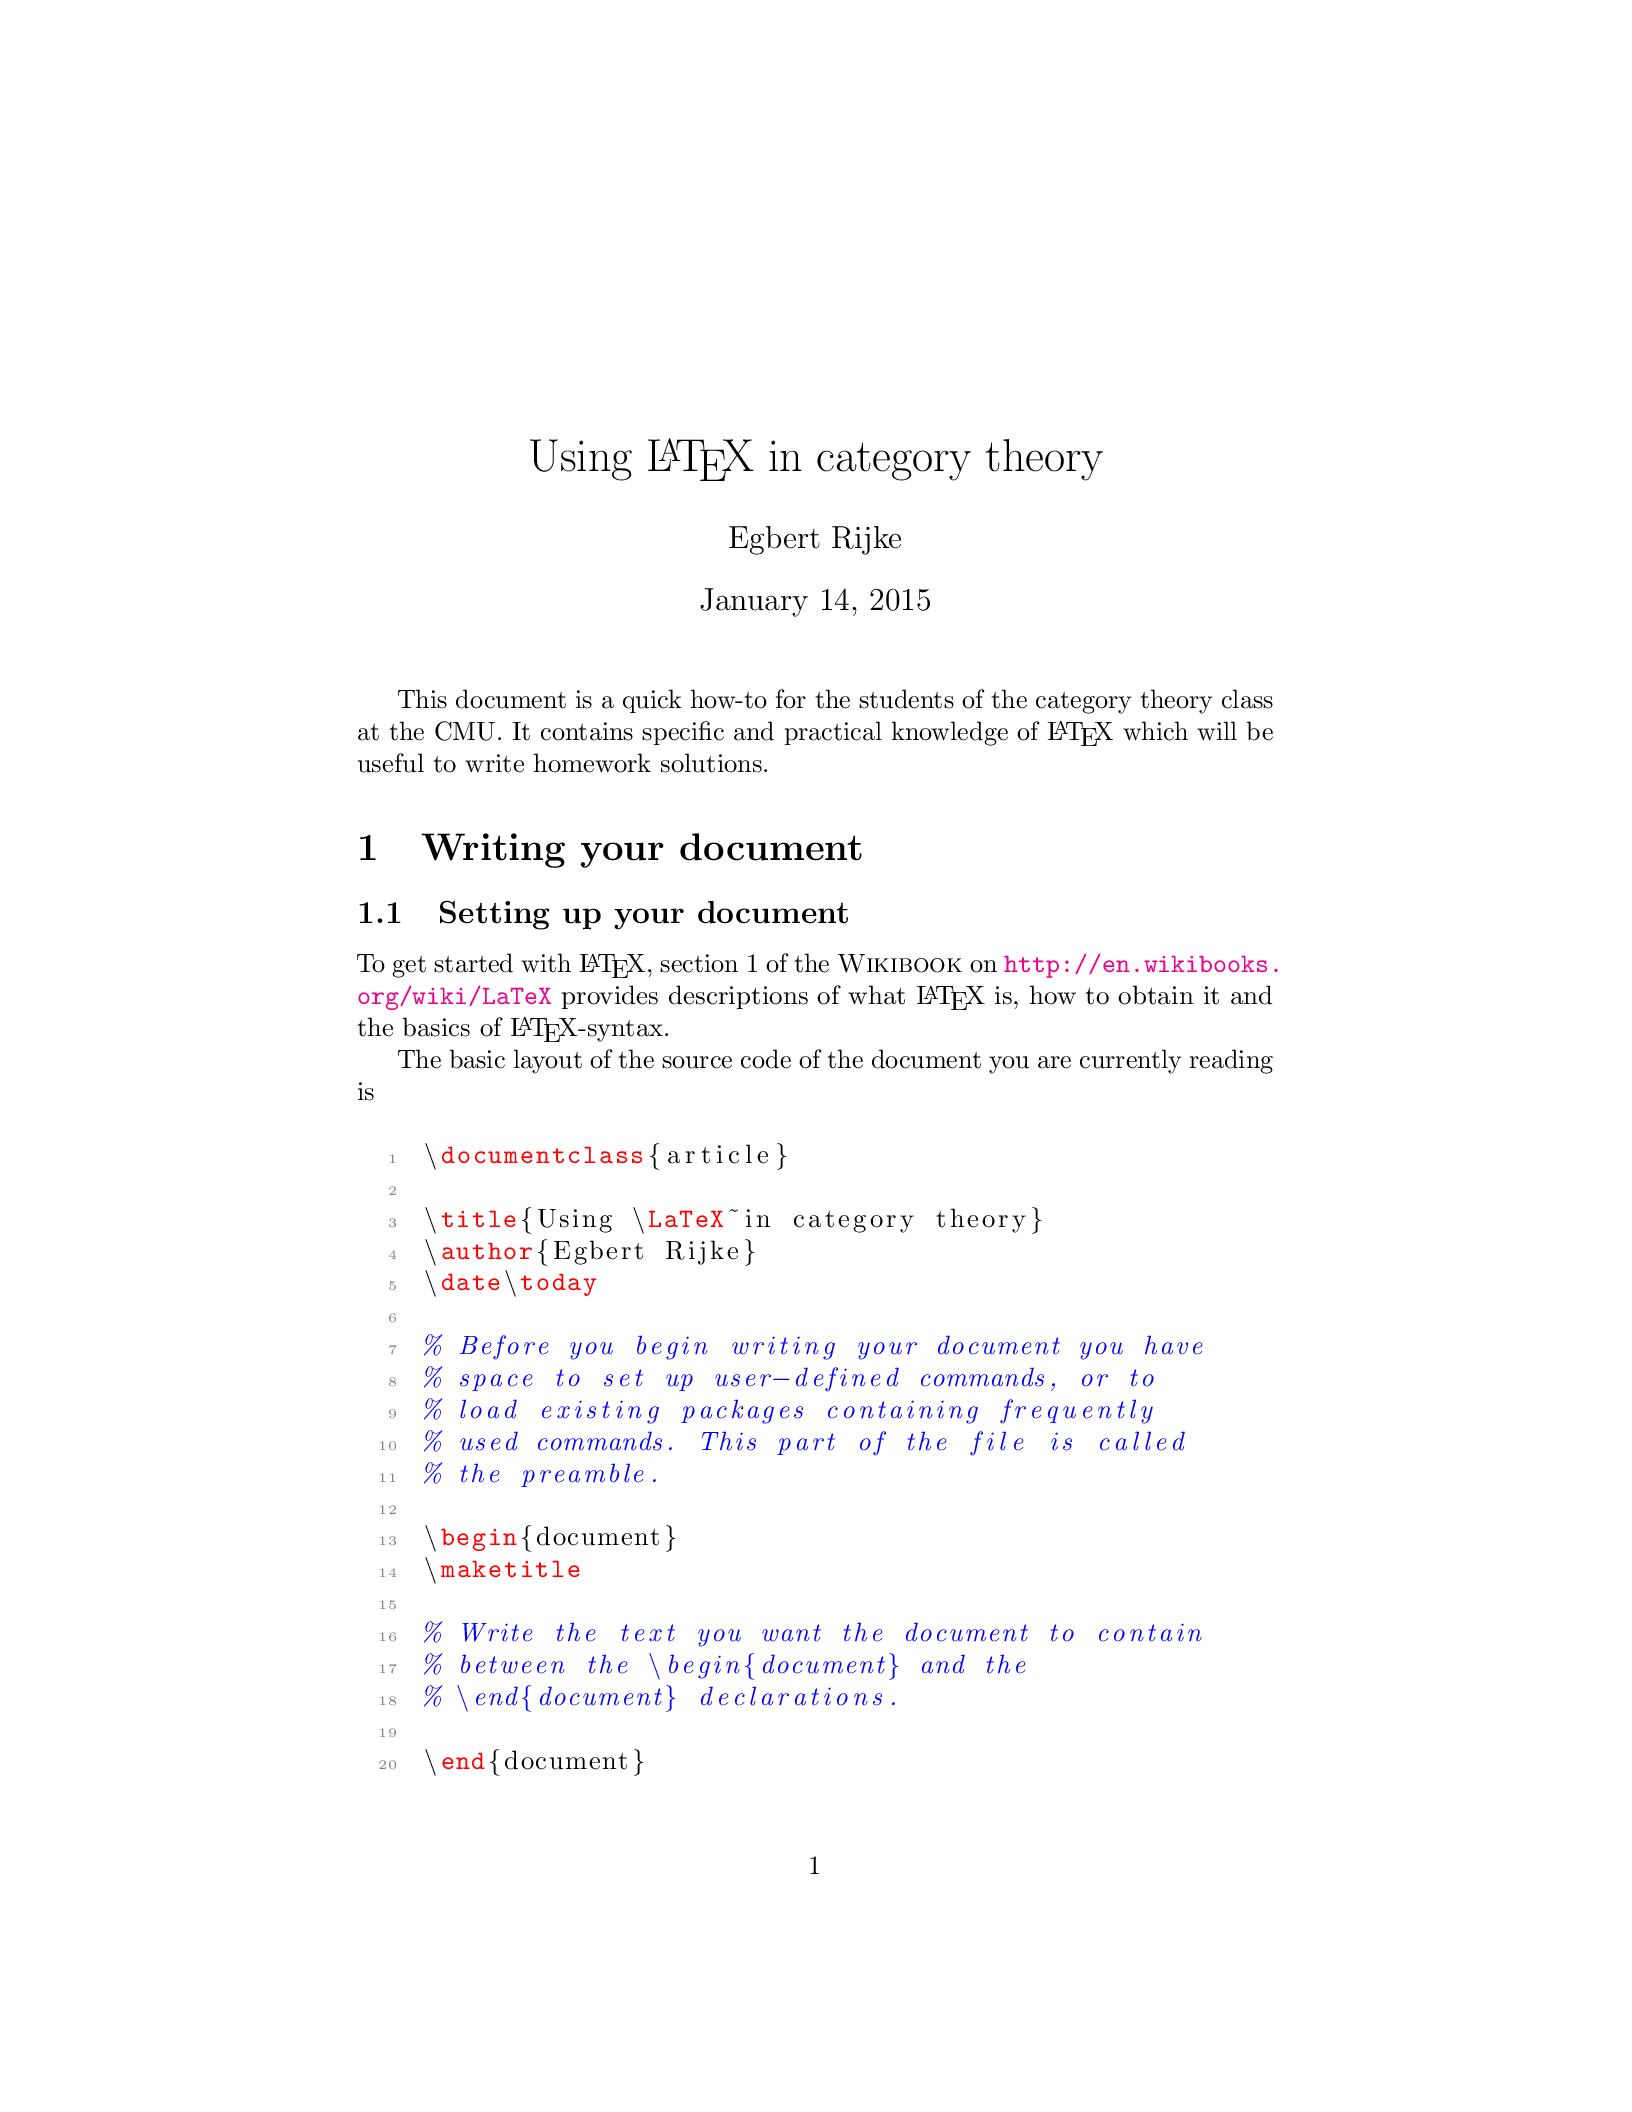 Using LaTeX in category theory
Egbert Rijke
January 14, 2015
This document is a quick how-to for the students of the category theory class
at the CMU. It contains specific and practical knowledge of LaTeX which will be
useful to write homework solutions.
1 Writing your document
1.1 Setting up your document
To get started with LaTeX, section 1 of the WIKIBOOK on http://en.wikibooks.
org/wiki/LaTeX provides descriptions of what LaTeX is, how to obtain it and
the basics of LaTeX-syntax.
The basic layout of the source code of the document you are currently reading
is
1 \documentclass{article}
2
3 \title{Using \LaTeX~in category theory}
4 \author{Egbert Rijke}
5 \date\today
6
7 % Before you begin writing your document you have
8 % space to set up user-defined commands, or to
9 % load existing packages containing frequently
10 % used commands. This part of the file is called
11 % the preamble.
12
13 \begin{document}
14 \maketitle
15
16 % Write the text you want the document to contain
17 % between the \begin{document} and the
18 % \end{document} declarations.
19
20 \end{document}
1